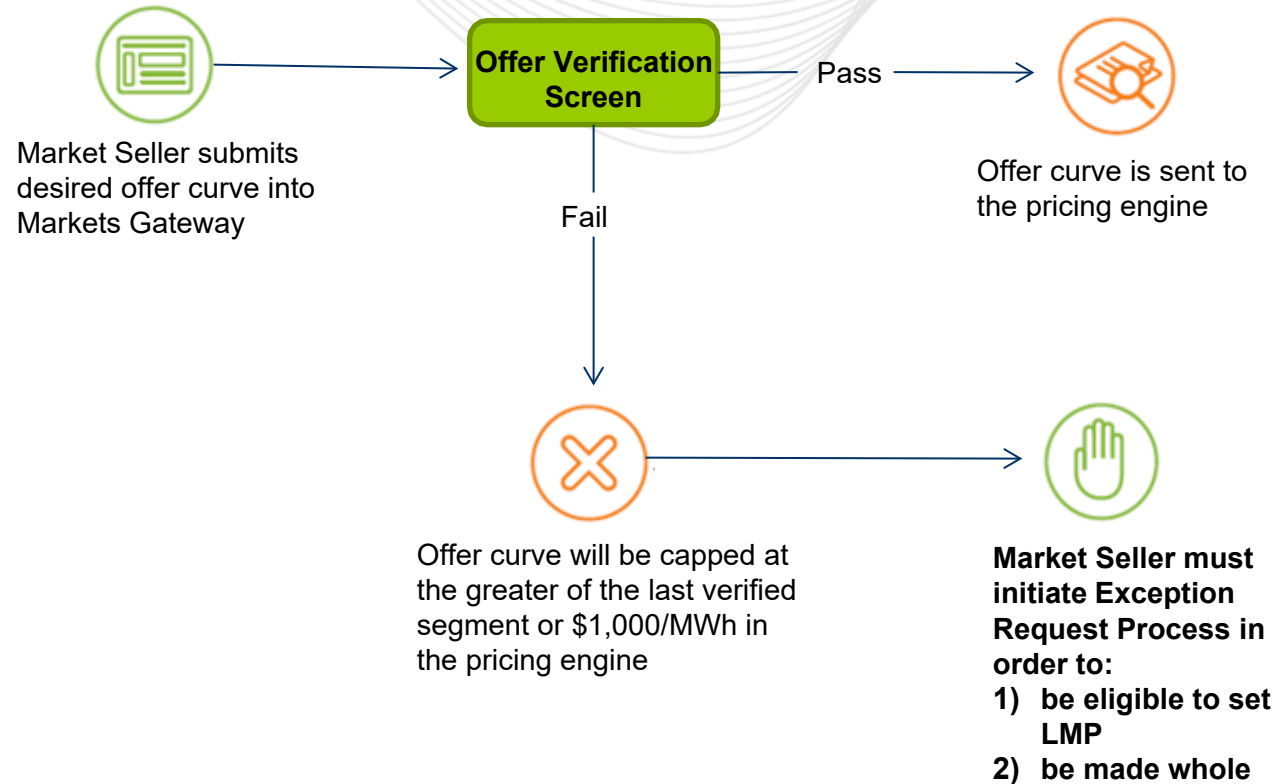 Offer Verification
Screen
Pass
Market Seller submits
desired offer curve into
Markets Gateway
Offer curve is sent to
the pricing engine
Fail
Offer curve will be capped at
the greater of the last verified
segment or $1,000/MWh in
the pricing engine
Market Seller must
initiate Exception
Request Process in
order to:
1) be eligible to set
LMP
2) be made whole